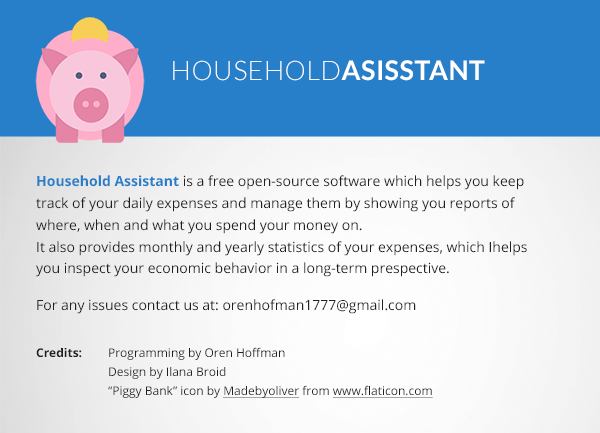 HOUSEHOLDASISSTANT
Household Assistant is a free open-source software which helps you keep
track of your daily expenses and manage them by showing you reports of
where, when and what you spend your money on.
It also provides monthly and yearly statistics of your expenses, which lhelps
you inspect your economic behavior in a long-term prespective.
For any issues contact us at: orenhofman1777@gmail.com
Credits: Programming by Oren Hoffman
Design by Ilana Broid
“Piggy Bank” icon by Madebyoliver from www.flaticon.com